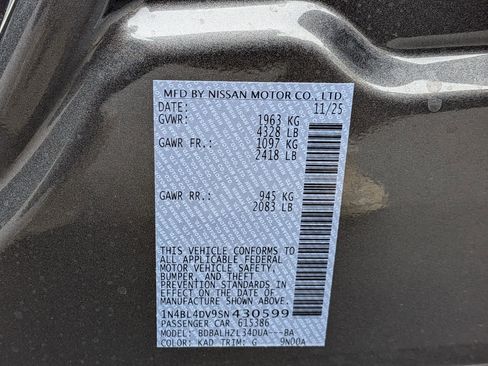 MFD BY NISSAN MOTOR CO., LTD.
DATE: 11/25
GVWR: 1963 KG
4328 LB
GAWR FR.: 1097 KG
2418 LB
GAWR RR.: 945 KG
2083 LB
THIS VEHICLE CONFORMS TO
ALL APPLICABLE FEDERAL
MOTOR VEHICLE SAFETY,
BUMPER, AND THEFT
PREVENTION STANDARDS IN
EFFECT ON THE DATE OF
MANUFACTURE SHOWN ABOVE.
1N4BL4DV9SN430599
PASSENGER CAR 615386
BDBALHZL34DUA---BA
COLOR: KAD TRIM: G 9N00A